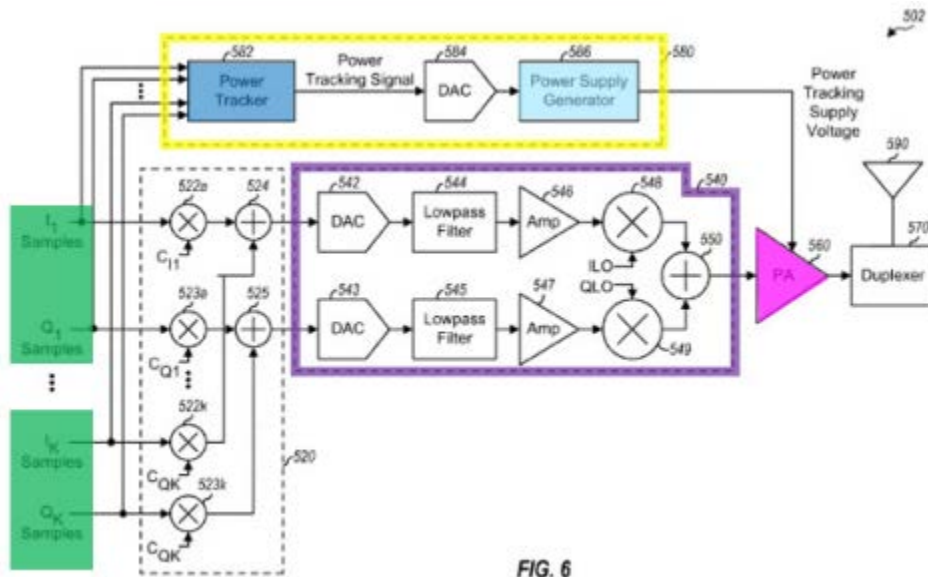 502
582
Power
Tracker
Power
Tracking Signal
584
DAC
586
Power Supply
Generator
580
Power
Tracking
Supply
Voltage
590
I1
Samples
522a
CI1
524
542
DAC
544
Lowpass
Filter
546
Amp
548
540
ILO
QLO
550
560
PA
570
Duplexer
Q1
Samples
523a
CQ1
525
543
DAC
545
Lowpass
Filter
547
Amp
549
IK
Samples
522k
CQK
520
QK
Samples
523k
CQK
FIG. 6